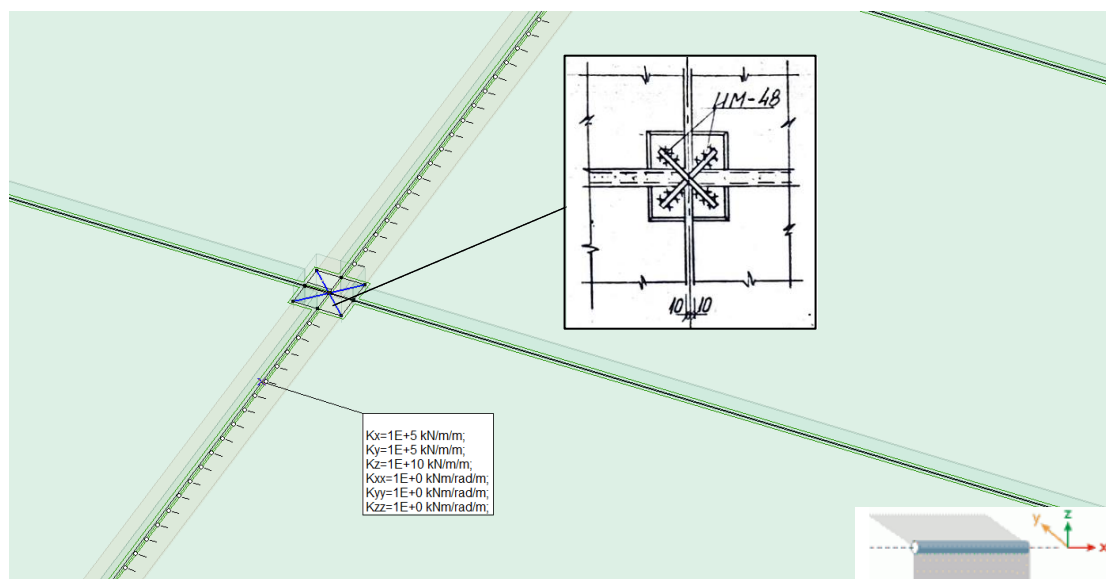 НМ-48
10 10
Kx=1E+5 kN/m/m;
Ky=1E+5 kN/m/m;
Kz=1E+10 kN/m/m;
Kxx=1E+0 kNm/rad/m;
Kyy=1E+0 kNm/rad/m;
Kzz=1E+0 kNm/rad/m;
y z
x